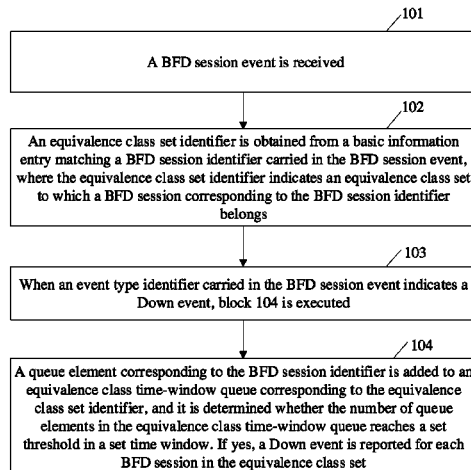 101
A BFD session event is received
102
An equivalence class set identifier is obtained from a basic information
entry matching a BFD session identifier carried in the BFD session event,
where the equivalence class set identifier indicates an equivalence class set
to which a BFD session corresponding to the BFD session identifier
belongs
103
When an event type identifier carried in the BFD session event indicates a
Down event, block 104 is executed
104
A queue element corresponding to the BFD session identifier is added to an
equivalence class time-window queue corresponding to the equivalence
class set identifier, and it is determined whether the number of queue
elements in the equivalence class time-window queue reaches a set
threshold in a set time window. If yes, a Down event is reported for each
BFD session in the equivalence class set